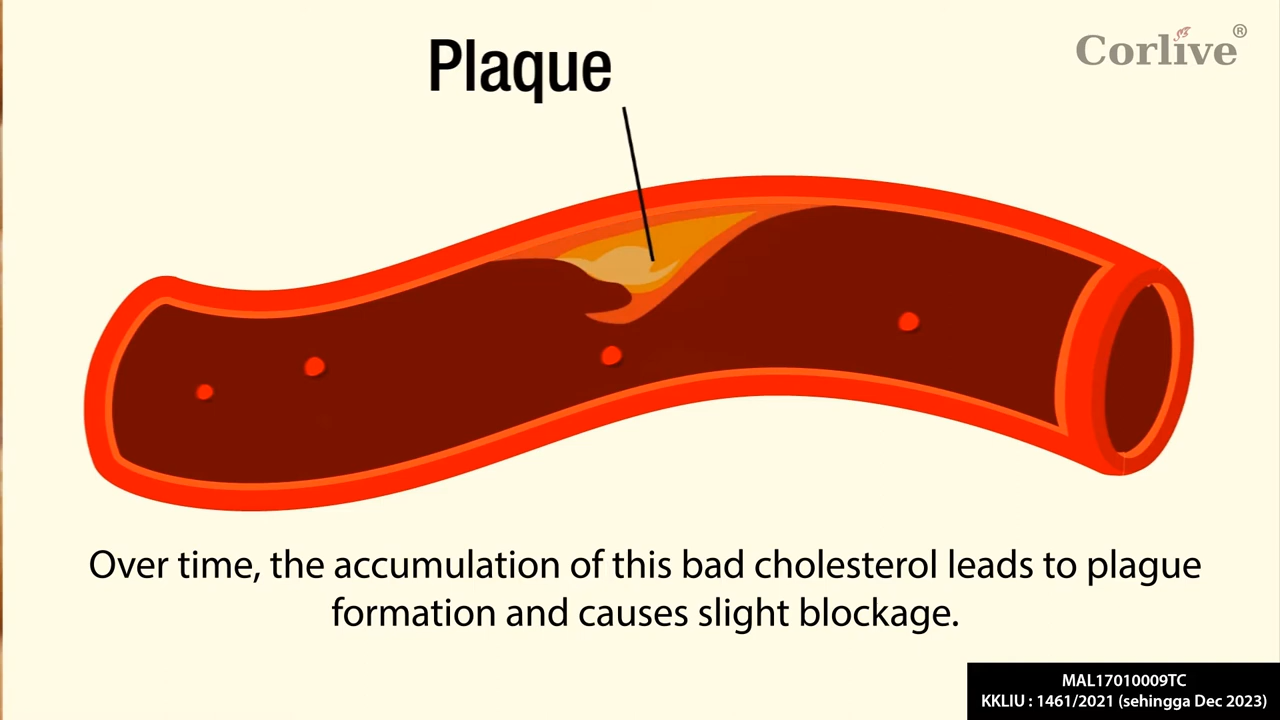 Plaque
Corlive®
Over time, the accumulation of this bad cholesterol leads to plague
formation and causes slight blockage.
MAL17010009TC
KKLIU : 1461/2021 (sehingga Dec 2023)